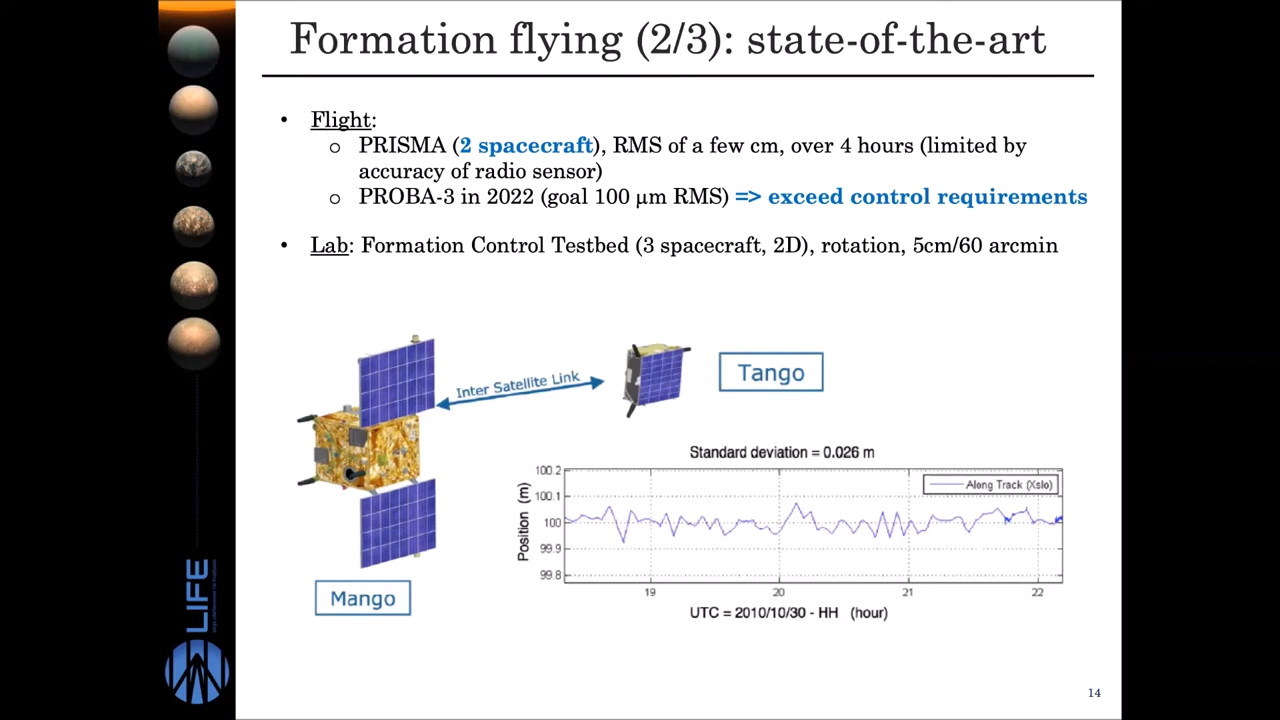 Formation flying (2/3): state-of-the-art
• Flight:
o PRISMA (2 spacecraft), RMS of a few cm, over 4 hours (limited by
accuracy of radio sensor)
o PROBA-3 in 2022 (goal 100 μm RMS) => exceed control requirements
• Lab: Formation Control Testbed (3 spacecraft, 2D), rotation, 5cm/60 arcmin
Inter Satellite Link
Tango
Mango
Standard deviation = 0.026 m
Along Track (Xslo)
Position (m)
100.2
100.1
100
99.9
99.8
19 20 21 22
UTC = 2010/10/30 - HH (hour)
LIFE
14